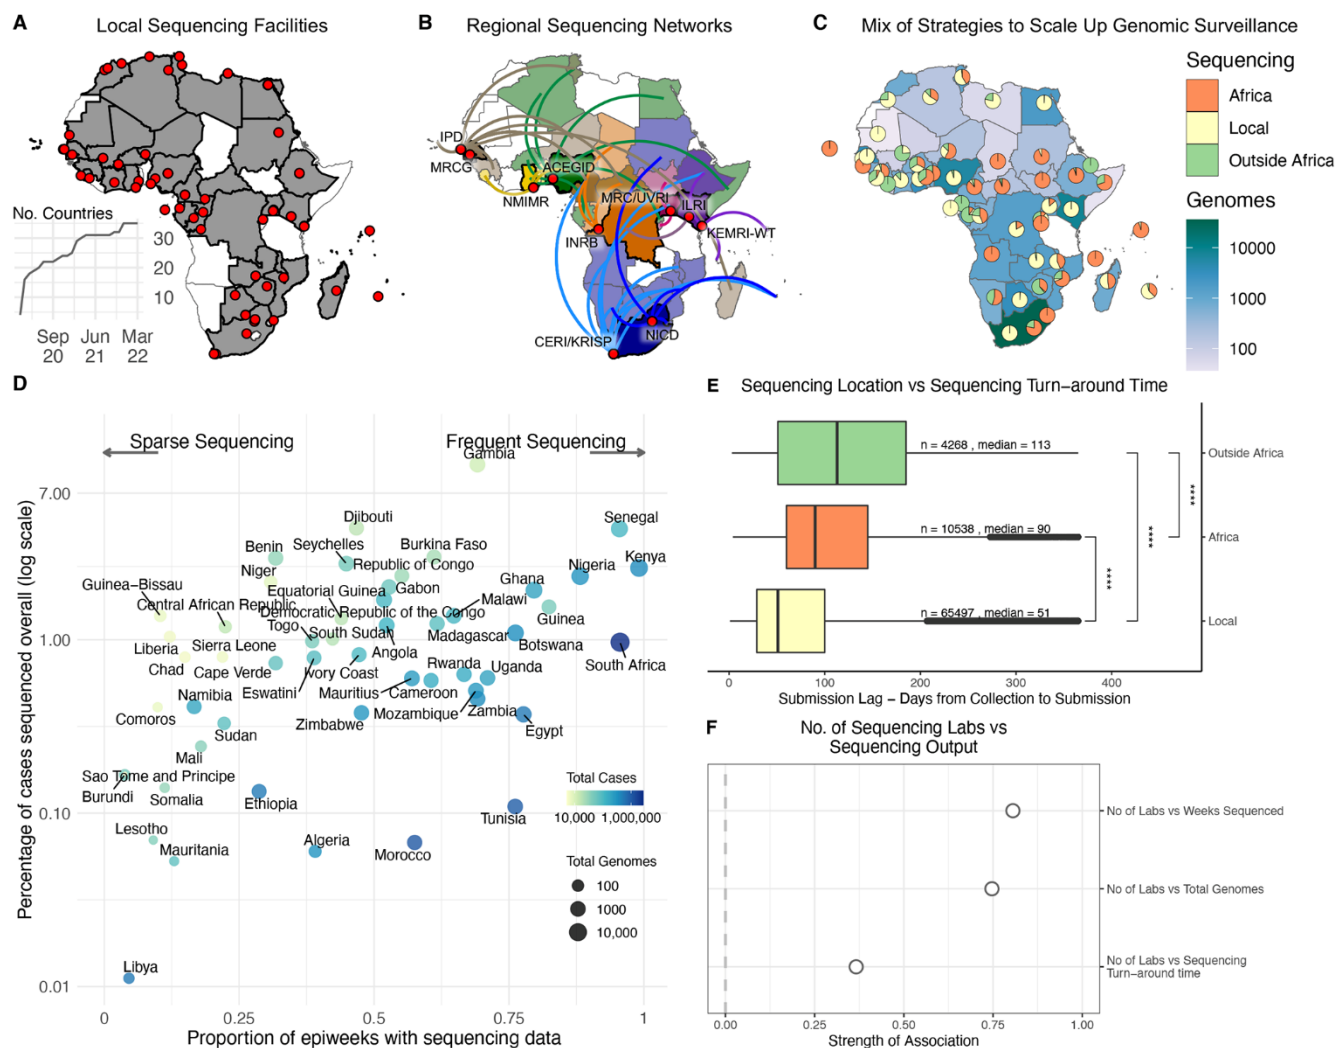 A Local Sequencing Facilities
No. Countries
30
20
10
Sep Jun Mar
20 21 22
B Regional Sequencing Networks
IPD
MRCG
ACEGID
NMIMR
MRC/UVRI
ILRI
INRB
KEMRI-WT
CERI/KRISP
NICD
C Mix of Strategies to Scale Up Genomic Surveillance
Sequencing
Africa
Local
Outside Africa
Genomes
10000
1000
100
D
Sparse Sequencing
Frequent Sequencing
Percentage of cases sequenced overall (log scale)
7.00
1.00
0.10
0.01
Gambia
Djibouti
Senegal
Benin
Seychelles
Burkina Faso
Kenya
Niger
Republic of Congo
Nigeria
Guinea-Bissau
Equatorial Guinea
Gabon
Ghana
Central African Republic
Malawi
Democratic Republic of the Congo
Guinea
Togo
South Sudan
Madagascar
Botswana
Liberia
Sierra Leone
Angola
South Africa
Chad
Cape Verde
Ivory Coast
Rwanda
Uganda
Namibia
Eswatini
Mauritius
Cameroon
Comoros
Zimbabwe
Mozambique
Zambia
Egypt
Sudan
Mali
Sao Tome and Principe
Burundi
Somalia
Ethiopia
Tunisia
Lesotho
Mauritania
Algeria
Morocco
Libya
Total Cases
10,000 1,000,000
Total Genomes
100
1000
10,000
0 0.25 0.5 0.75 1
Proportion of epiweeks with sequencing data
E Sequencing Location vs Sequencing Turn-around Time
n = 4268 , median = 113
Outside Africa
n = 10538 , median = 90
Africa
n = 65497 , median = 51
Local
****
****
****
0 100 200 300 400
Submission Lag - Days from Collection to Submission
F No. of Sequencing Labs vs
Sequencing Output
No of Labs vs Weeks Sequenced
No of Labs vs Total Genomes
No of Labs vs Sequencing
Turn-around time
0.00 0.25 0.50 0.75 1.00
Strength of Association